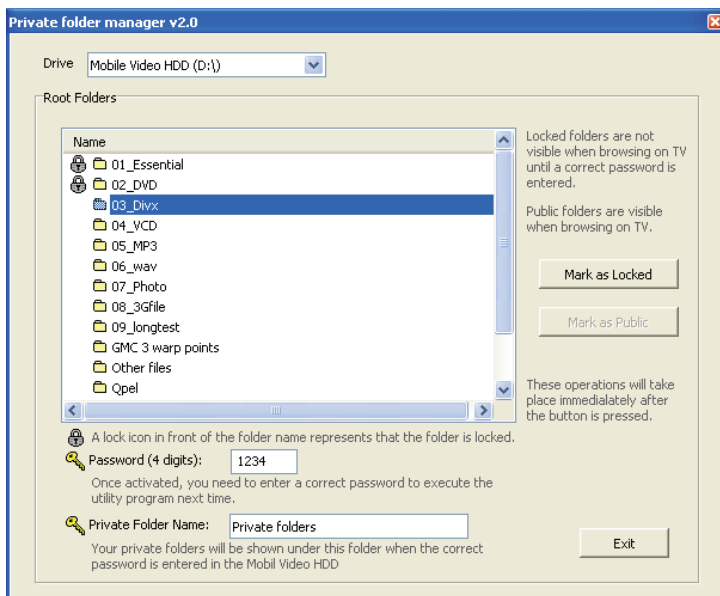 Private folder manager v2.0
Drive
Mobile Video HDD (D:\)
Root Folders
Name
01_Essential
02_DVD
03_Divx
04_VCD
05_MP3
06_wav
07_Photo
08_3Gfile
09_longtest
GMC 3 warp points
Other files
Qpel
Locked folders are not
visible when browsing on TV
until a correct password is
entered.
Public folders are visible
when browsing on TV.
Mark as Locked
Mark as Public
These operations will take
place immedialately after
the button is pressed.
A lock icon in front of the folder name represents that the folder is locked.
Password (4 digits):
1234
Once activated, you need to enter a correct password to execute the
utility program next time.
Private Folder Name:
Private folders
Your private folders will be shown under this folder when the correct
password is entered in the Mobil Video HDD
Exit